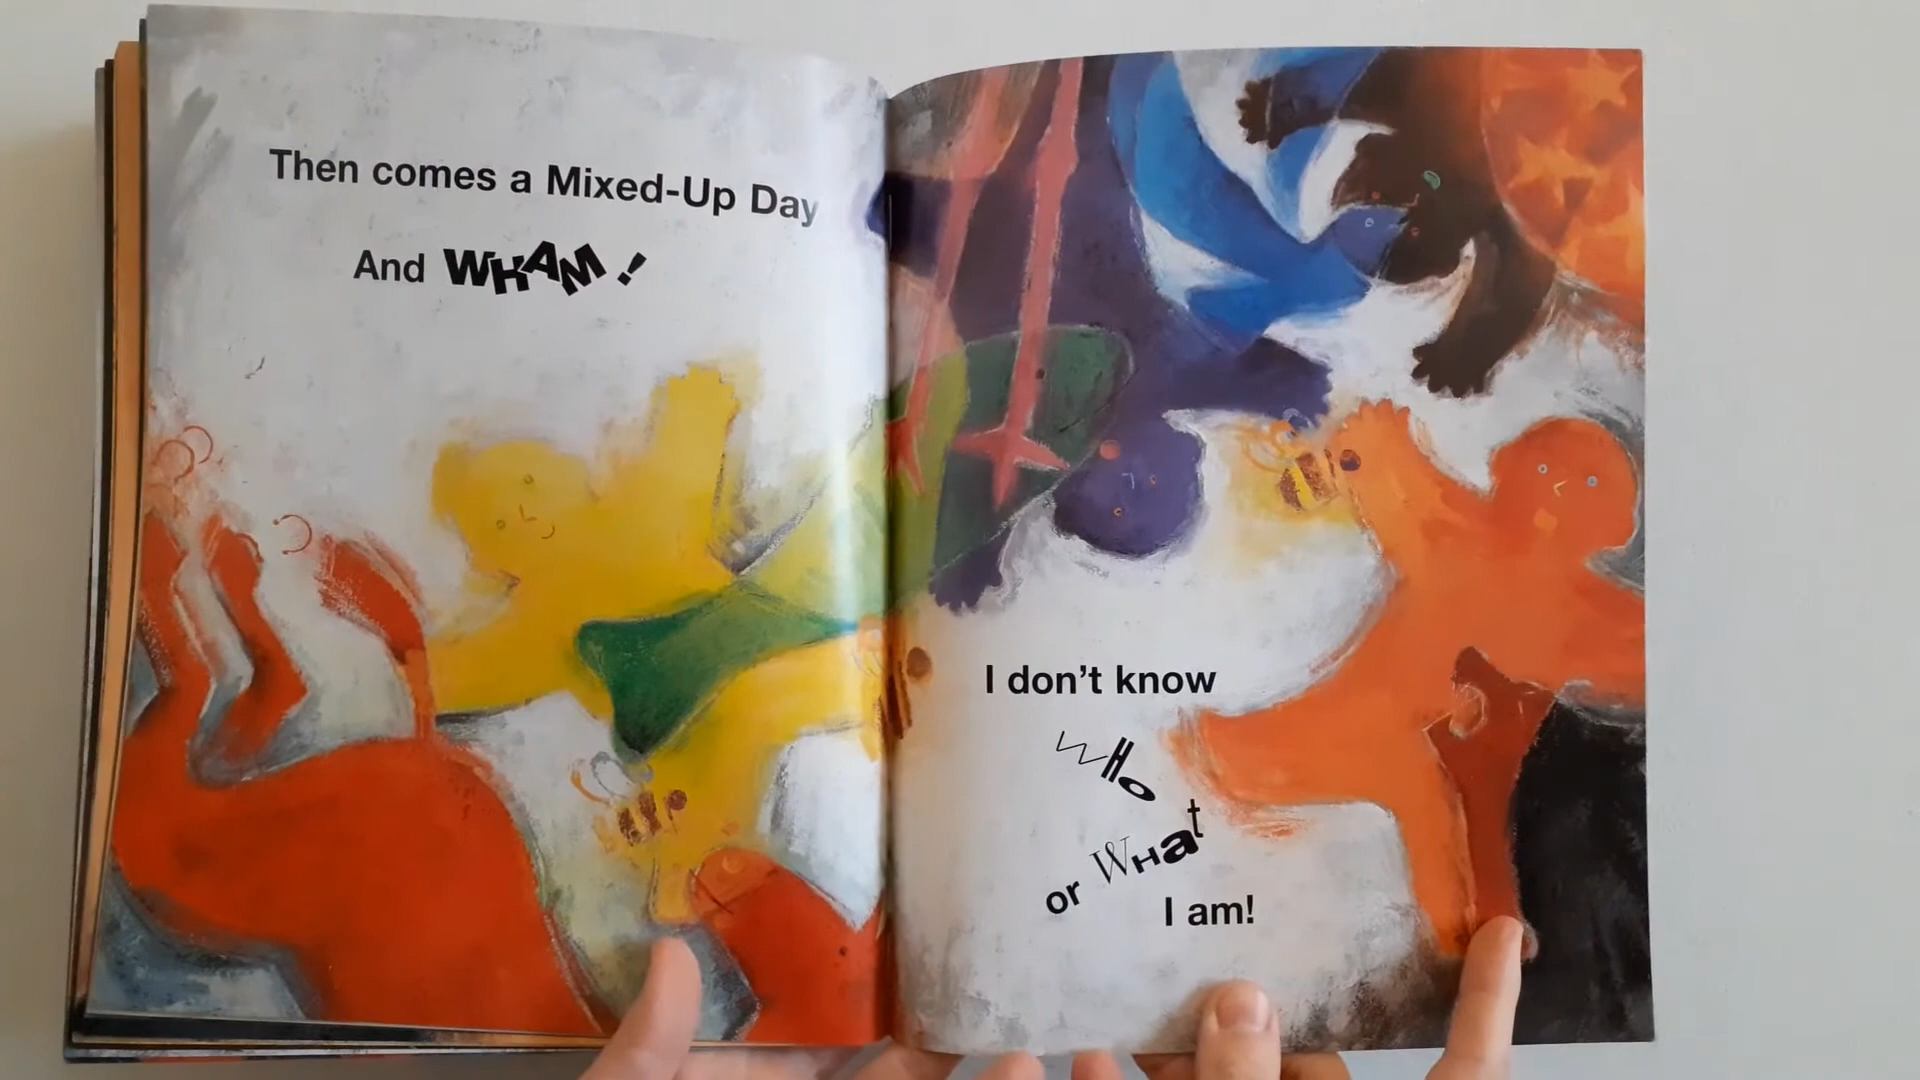 Then comes a Mixed-Up Day
And WHAM!
I don't know
WHO
or WHat
I am!